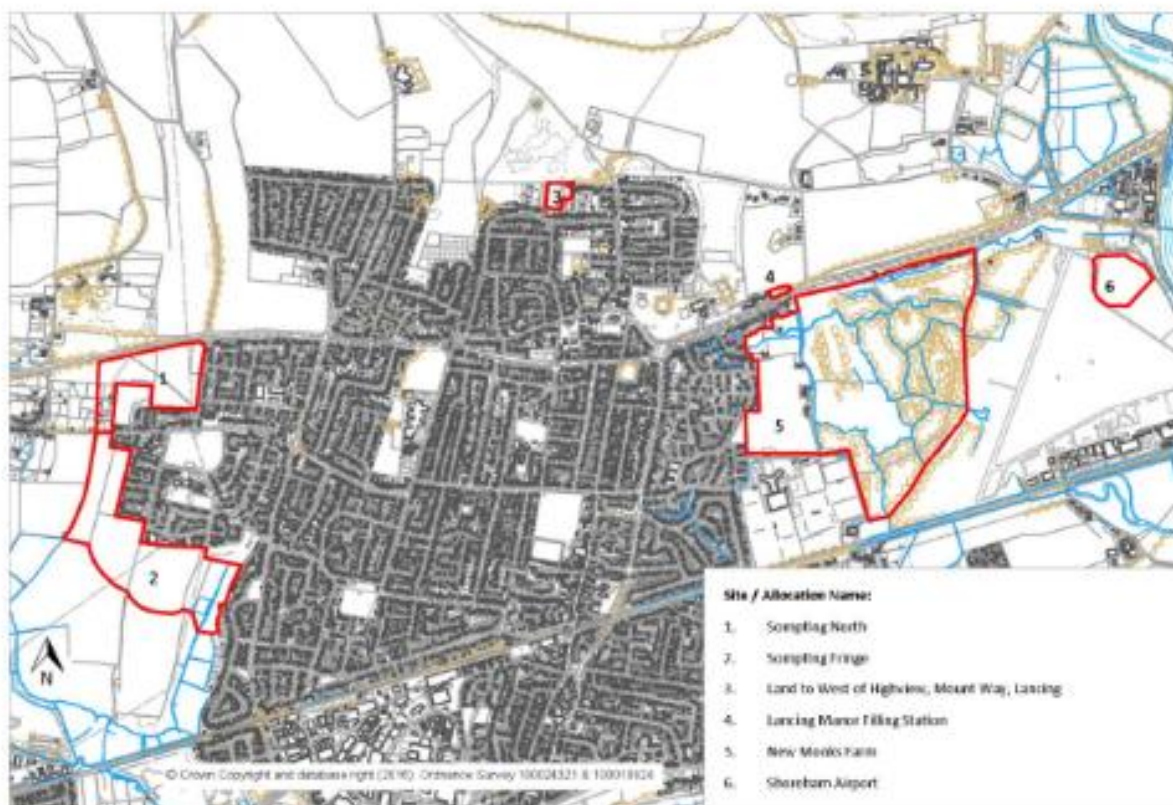 3
4
6
1
5
2
N
Site / Allocation Name:
1. Sompting North
2. Sompting Fringe
3. Land to West of Highview, Mount Way, Lancing
4. Lancing Manor Filling Station
5. New Monks Farm
6. Shoreham Airport
© Crown Copyright and database right (2016) Ordnance Survey 100024321 & 100018824